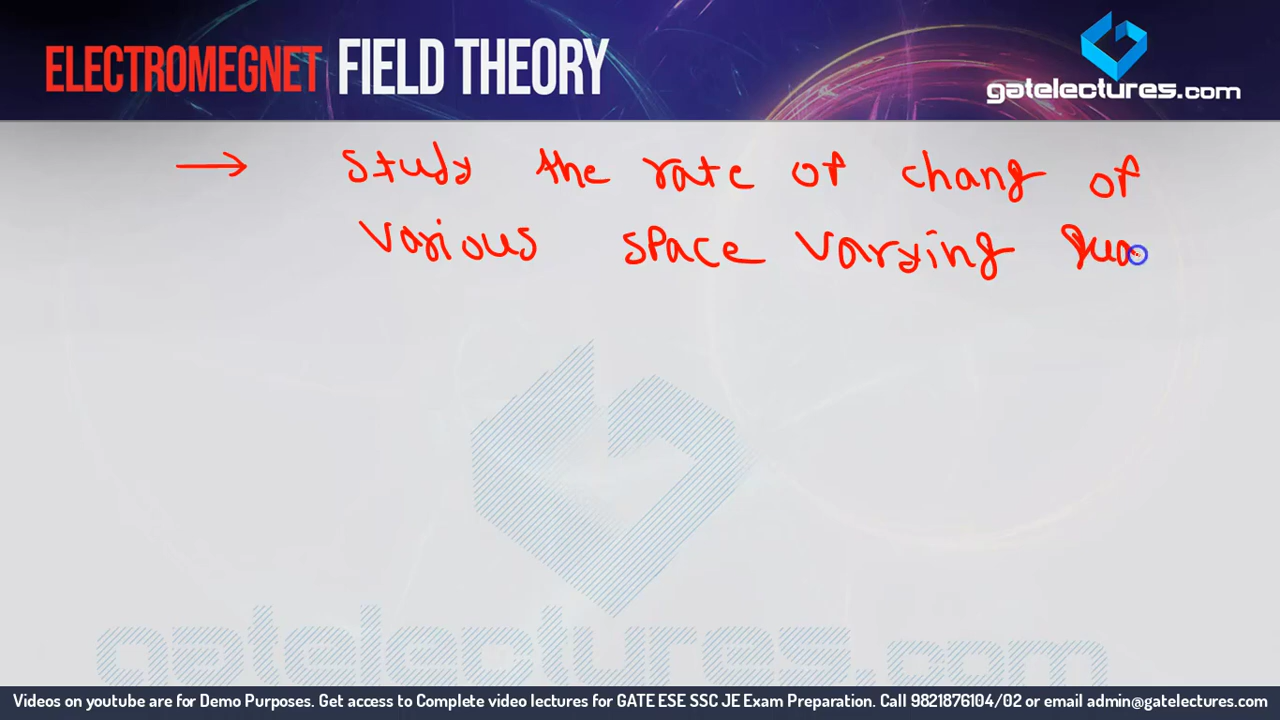 ELECTROMEGNET FIELD THEORY
gatelectures.com
→ Study the rate of chang of
various space varying qua
gatelectures.com
Videos on youtube are for Demo Purposes. Get access to Complete video lectures for GATE ESE SSC JE Exam Preparation. Call 9821876104/02 or email admin@gatelectures.com